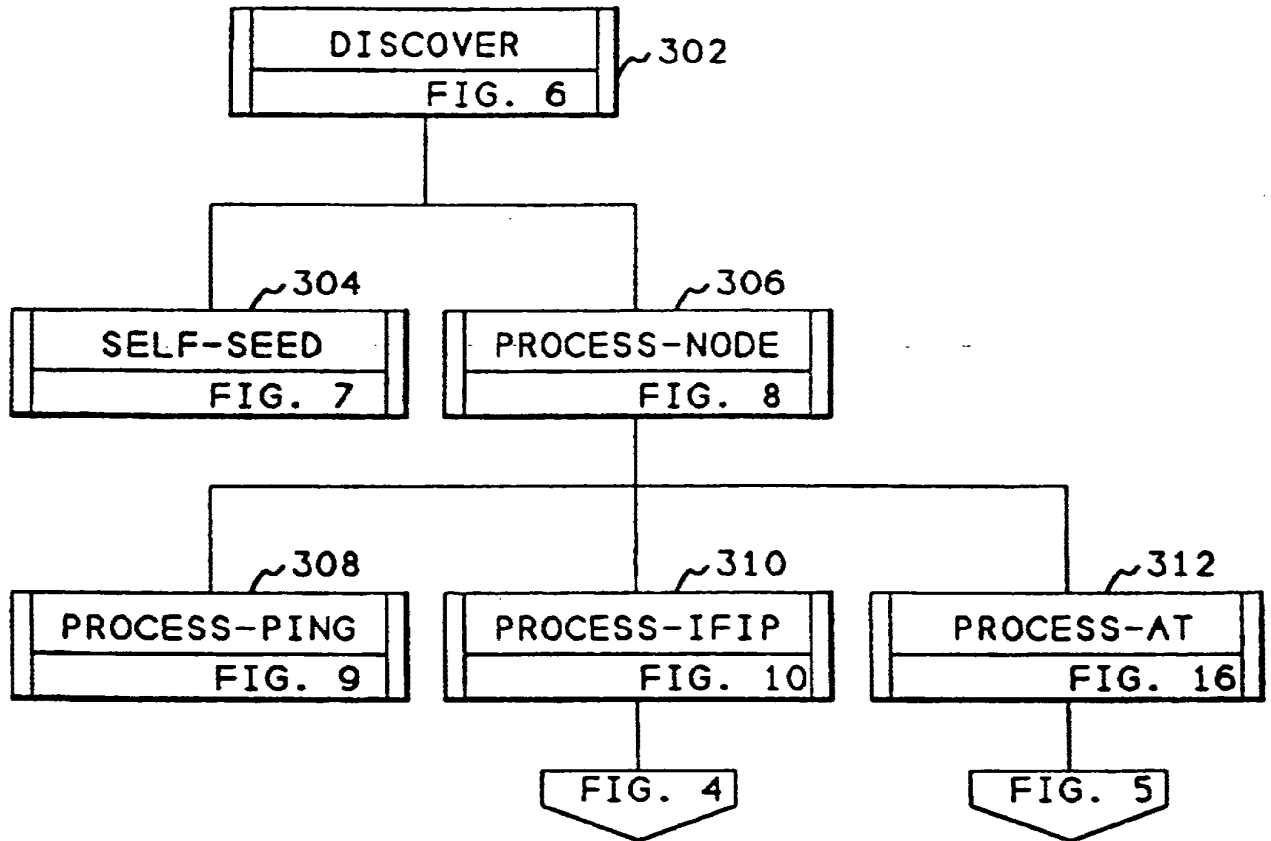 DISCOVER
FIG. 6
302
304
306
SELF-SEED
FIG. 7
PROCESS-NODE
FIG. 8
308
310
312
PROCESS-PING
FIG. 9
PROCESS-IFIP
FIG. 10
PROCESS-AT
FIG. 16
FIG. 4
FIG. 5